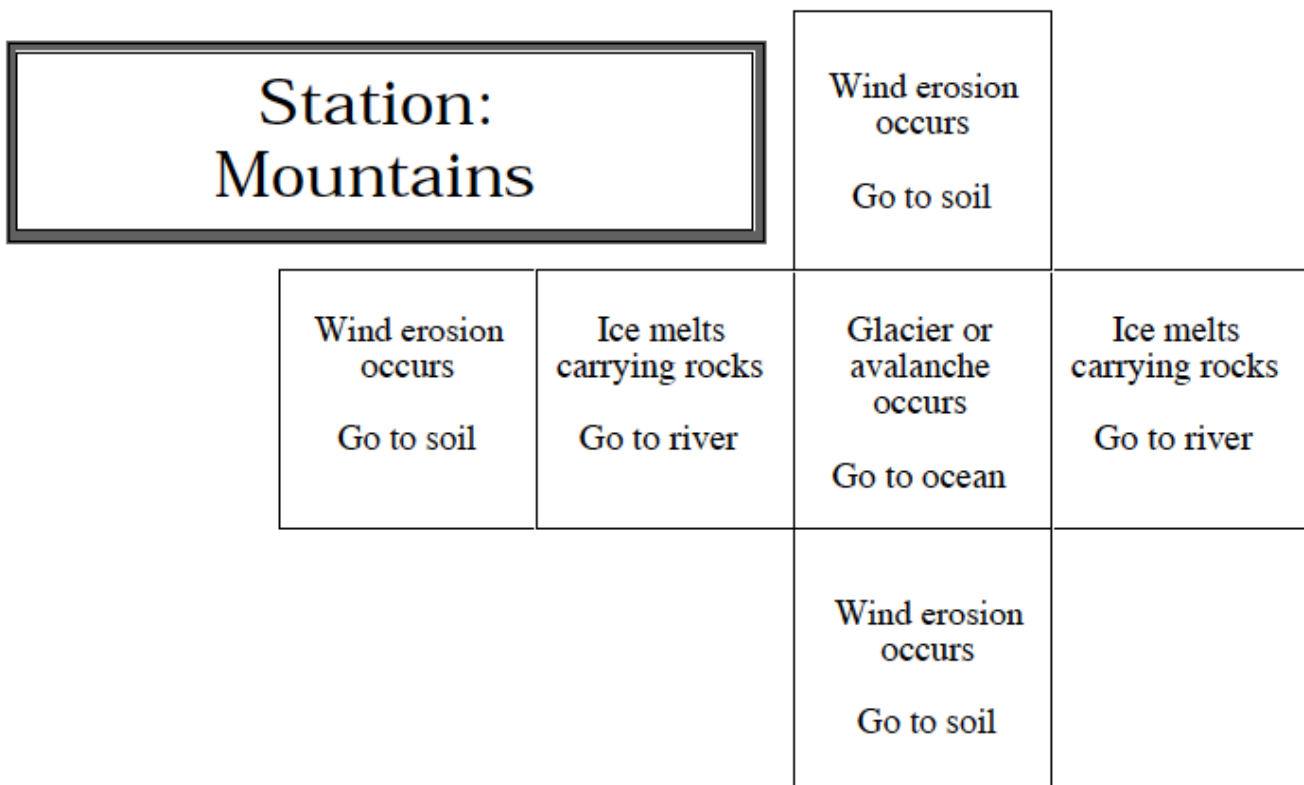 Station:
Mountains
Wind erosion
occurs
Go to soil
Wind erosion
occurs
Go to soil
Ice melts
carrying rocks
Go to river
Glacier or
avalanche
occurs
Go to ocean
Ice melts
carrying rocks
Go to river
Wind erosion
occurs
Go to soil